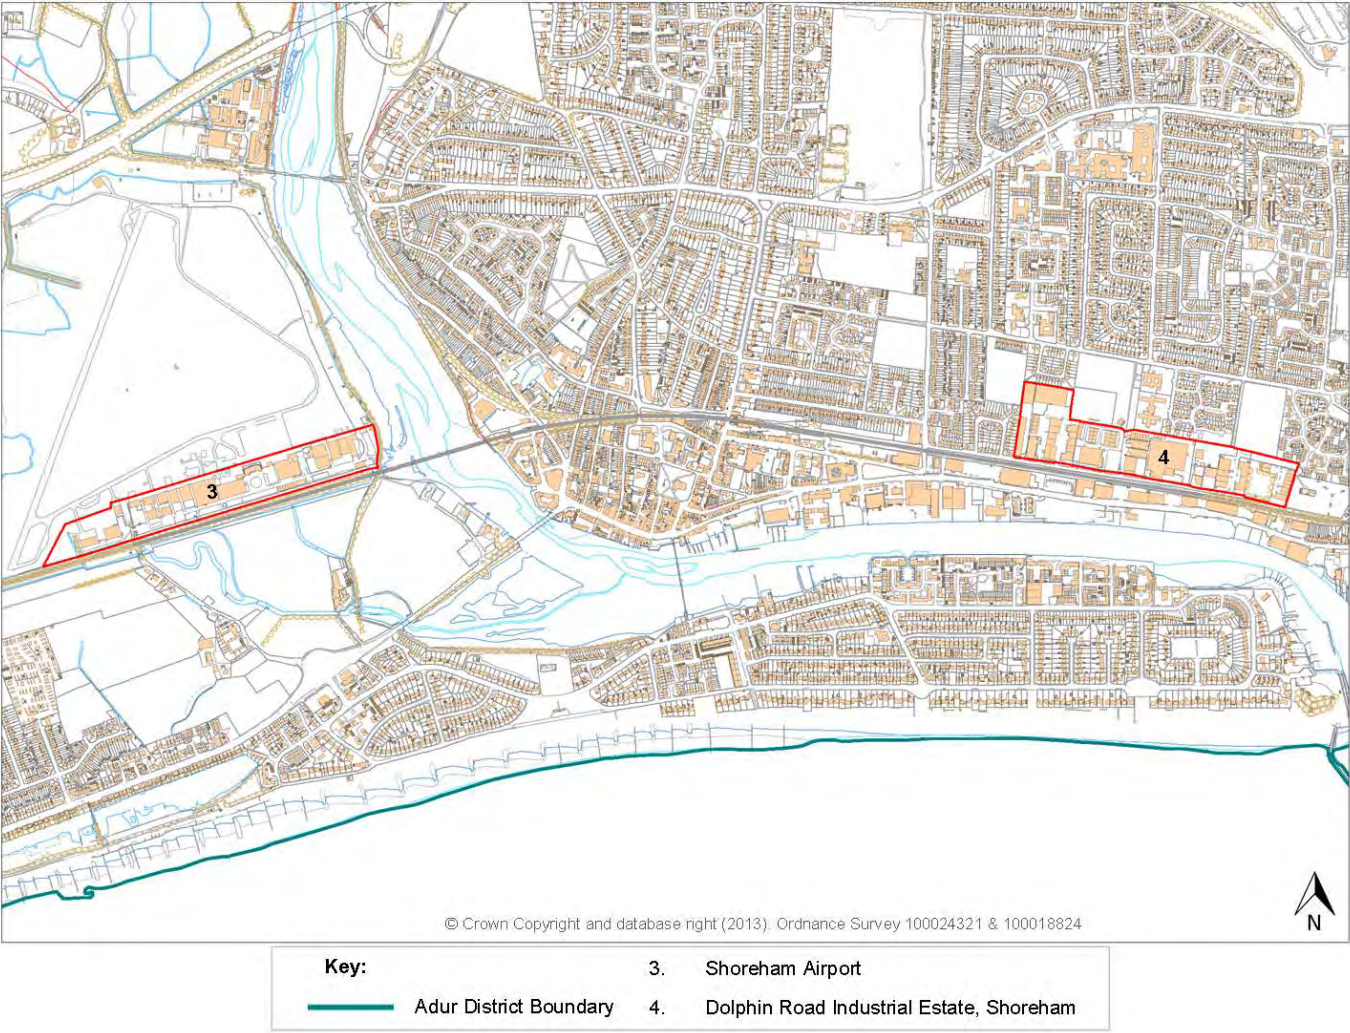 3
4
© Crown Copyright and database right (2013). Ordnance Survey 100024321 & 100018824
N
Key:
3. Shoreham Airport
Adur District Boundary
4. Dolphin Road Industrial Estate, Shoreham